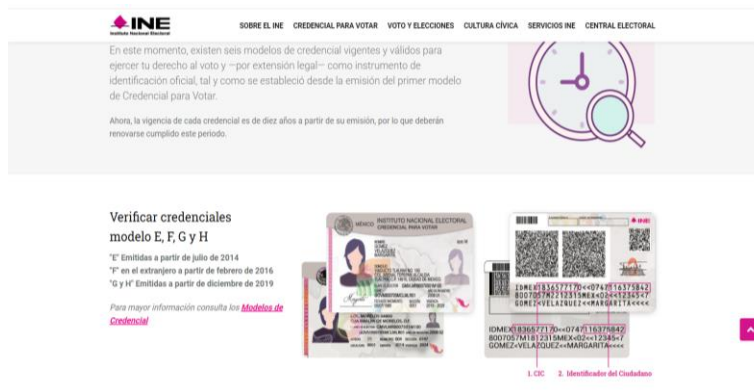 INE
Instituto Nacional Electoral
SOBRE EL INE CREDENCIAL PARA VOTAR VOTO Y ELECCIONES CULTURA CÍVICA SERVICIOS INE CENTRAL ELECTORAL
En este momento, existen seis modelos de credencial vigentes y válidos para
ejercer tu derecho al voto y —por extensión legal— como instrumento de
identificación oficial, tal y como se estableció desde la emisión del primer modelo
de Credencial para Votar.
Ahora, la vigencia de cada credencial es de diez años a partir de su emisión, por lo que deberán
renovarse cumplido este periodo.
Verificar credenciales
modelo E, F, G y H
"E" Emitidas a partir de julio de 2014
"F" en el extranjero a partir de febrero de 2016
"G y H" Emitidas a partir de diciembre de 2019
Para mayor información consulta los Modelos de
Credencial
MÉXICO INSTITUTO NACIONAL ELECTORAL
CREDENCIAL PARA VOTAR
NOMBRE
GÓMEZ
VELÁZQUEZ
MARGARITA
INE
IDMEX1836577170<<0747116375842
8007057M2212315MEX<02<<12345<7
GOMEZ<VELAZQUEZ<<MARGARITA<<<<
IDMEX1836577170<<0747116375842
8007057M1812315MEX<02<<12345<7
GOMEZ<VELAZQUEZ<<MARGARITA<<<<
1. CIC 2. Identificador del Ciudadano